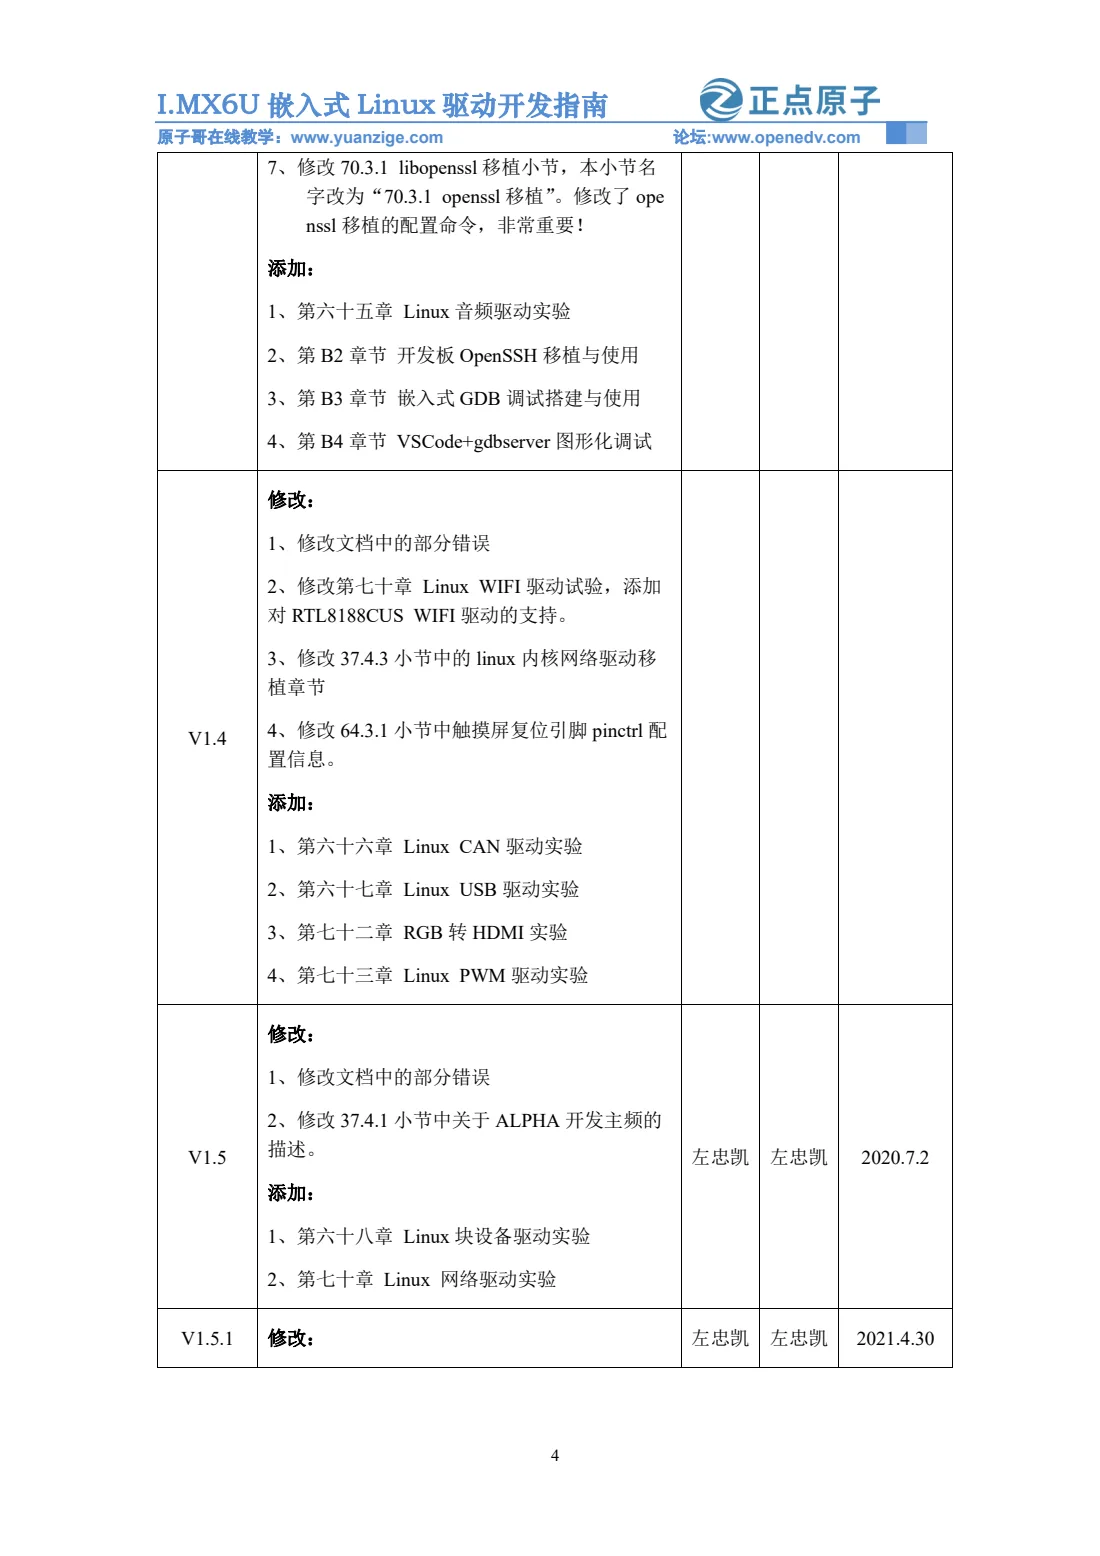 I.MX6U 嵌入式 Linux 驱动开发指南
正点原子
原子哥在线教学：www.yuanzige.com
论坛:www.openedv.com
7、修改 70.3.1 libopenssl 移植小节，本小节名
字改为“70.3.1 openssl 移植”。修改了 ope
nssl 移植的配置命令，非常重要！
添加：
1、第六十五章 Linux 音频驱动实验
2、第 B2 章节 开发板 OpenSSH 移植与使用
3、第 B3 章节 嵌入式 GDB 调试搭建与使用
4、第 B4 章节 VSCode+gdbserver 图形化调试
V1.4
修改：
1、修改文档中的部分错误
2、修改第七十章 Linux WIFI 驱动试验，添加
对 RTL8188CUS WIFI 驱动的支持。
3、修改 37.4.3 小节中的 linux 内核网络驱动移
植章节
4、修改 64.3.1 小节中触摸屏复位引脚 pinctrl 配
置信息。
添加：
1、第六十六章 Linux CAN 驱动实验
2、第六十七章 Linux USB 驱动实验
3、第七十二章 RGB 转 HDMI 实验
4、第七十三章 Linux PWM 驱动实验
V1.5
修改：
1、修改文档中的部分错误
2、修改 37.4.1 小节中关于 ALPHA 开发主频的
描述。
添加：
1、第六十八章 Linux 块设备驱动实验
2、第七十章 Linux 网络驱动实验
左忠凯
左忠凯
2020.7.2
V1.5.1
修改：
左忠凯
左忠凯
2021.4.30
4